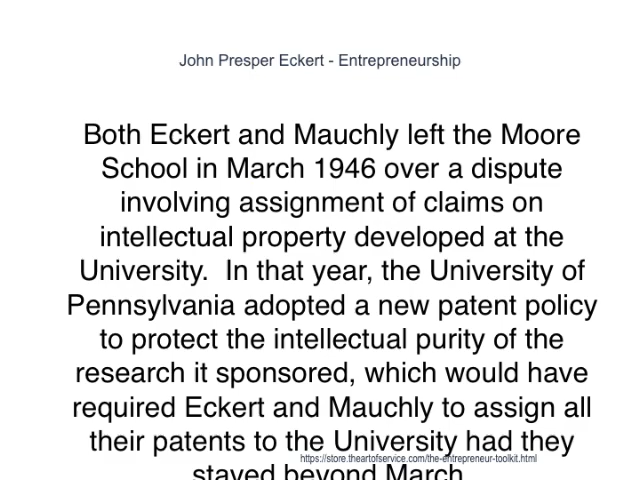 John Presper Eckert - Entrepreneurship
Both Eckert and Mauchly left the Moore
School in March 1946 over a dispute
involving assignment of claims on
intellectual property developed at the
University.  In that year, the University of
Pennsylvania adopted a new patent policy
to protect the intellectual purity of the
research it sponsored, which would have
required Eckert and Mauchly to assign all
their patents to the University had they
https://store.theartofservice.com/the-entrepreneur-toolkit.html
stayed beyond March